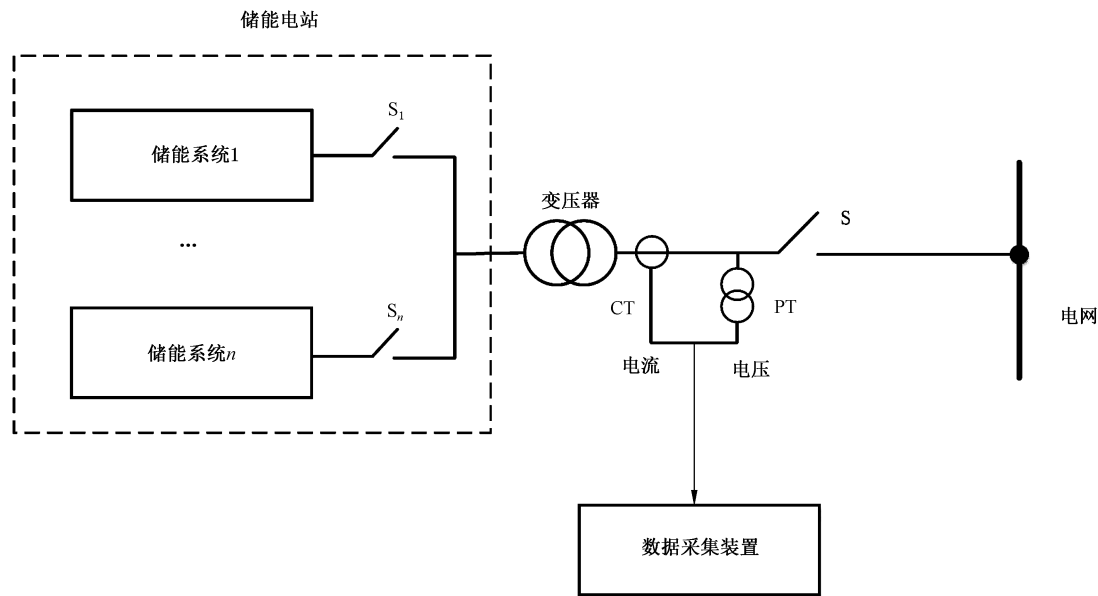 储能电站
S₁
储能系统1
变压器
S
...
CT
PT
Sₙ
电网
储能系统n
电流
电压
数据采集装置